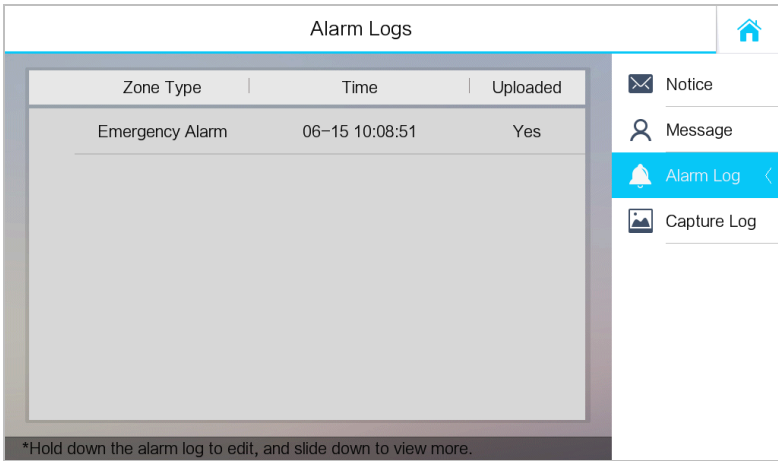 Alarm Logs
Zone Type Time Uploaded
Emergency Alarm 06-15 10:08:51 Yes
*Hold down the alarm log to edit, and slide down to view more.
Notice
Message
Alarm Log
Capture Log